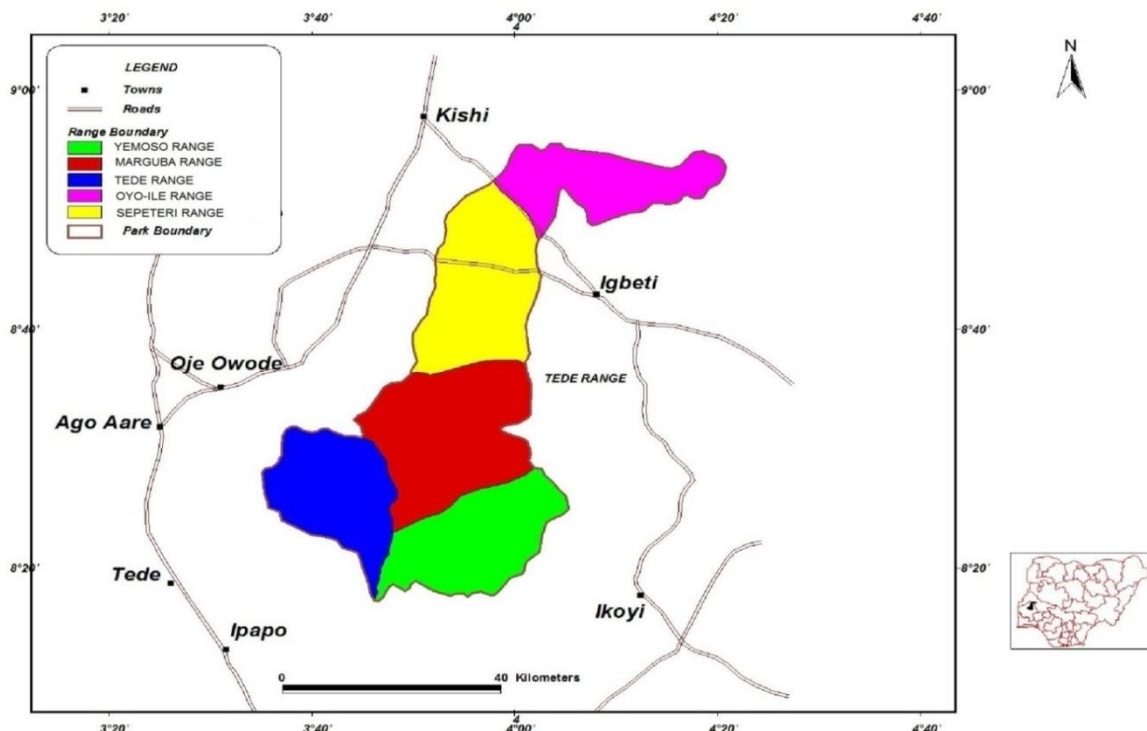 3°20'
3°40'
4°00'
4
4°20'
4°40'
N
LEGEND
Towns
Roads
Range Boundary
YEMOSO RANGE
MARGUBA RANGE
TEDE RANGE
OYO-ILE RANGE
SEPETERI RANGE
Park Boundary
9°00'
9°00'
Kishi
Igbeti
8°40'
8°40'
Oje Owode
TEDE RANGE
Ago Aare
8°20'
8°20'
Tede
Ikoyi
Ipapo
0
40
Kilometers
3°20'
3°40'
4
4°00'
4°20'
4°40'